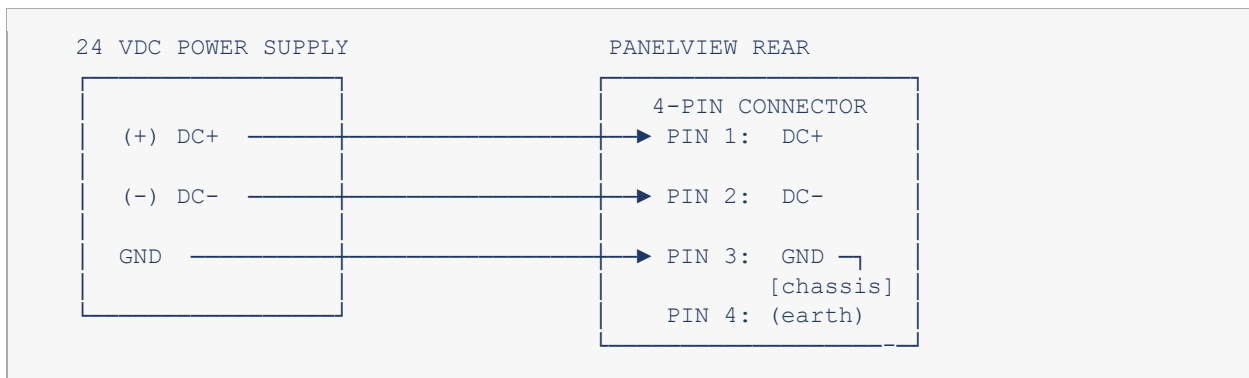 24 VDC POWER SUPPLY PANELVIEW REAR
4-PIN CONNECTOR
(+) DC+ PIN 1: DC+
(-) DC- PIN 2: DC-
GND PIN 3: GND
[chassis]
PIN 4: (earth)